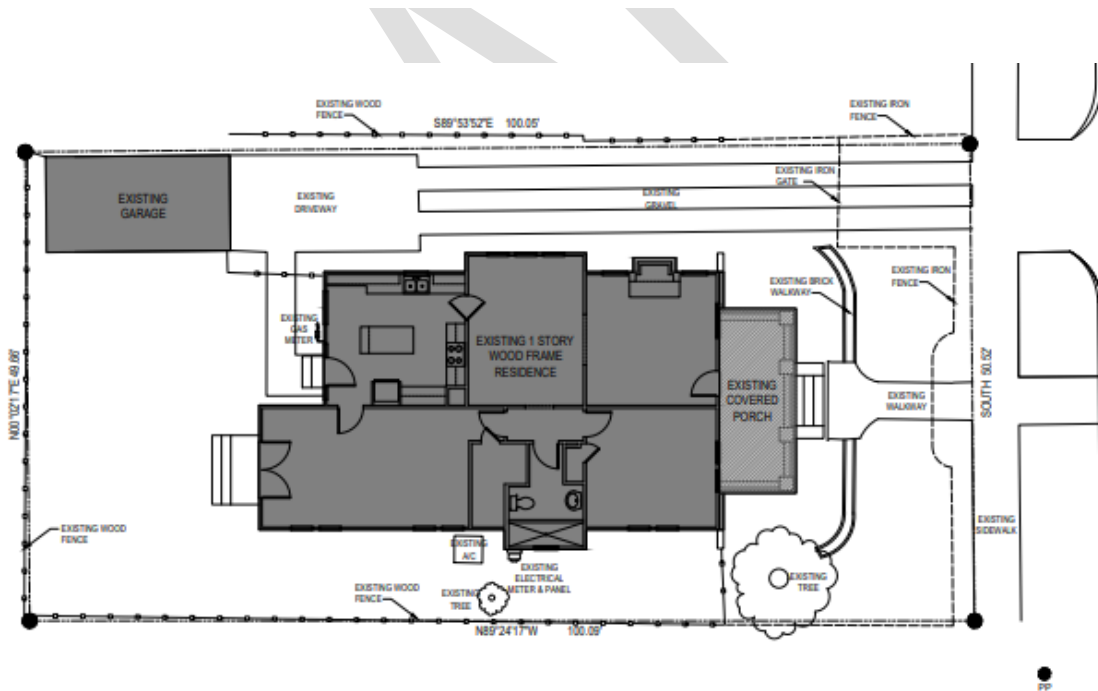 EXISTING WOOD
FENCE
S89°53'52"E 100.05'
EXISTING IRON
FENCE
EXISTING
GARAGE
EXISTING
DRIVEWAY
EXISTING IRON
GATE
EXISTING
GRAVEL
EXISTING
GAS
METER
EXISTING 1 STORY
WOOD FRAME
RESIDENCE
EXISTING BRICK
WALKWAY
EXISTING IRON
FENCE
EXISTING
COVERED
PORCH
EXISTING
WALKWAY
N00°02'17"E 49.66'
SOUTH 50.52'
EXISTING WOOD
FENCE
EXISTING
A/C
EXISTING
ELECTRICAL
METER & PANEL
EXISTING
SIDEWALK
EXISTING WOOD
FENCE
EXISTING
TREE
EXISTING
TREE
N89°24'17"W 100.09'
PP